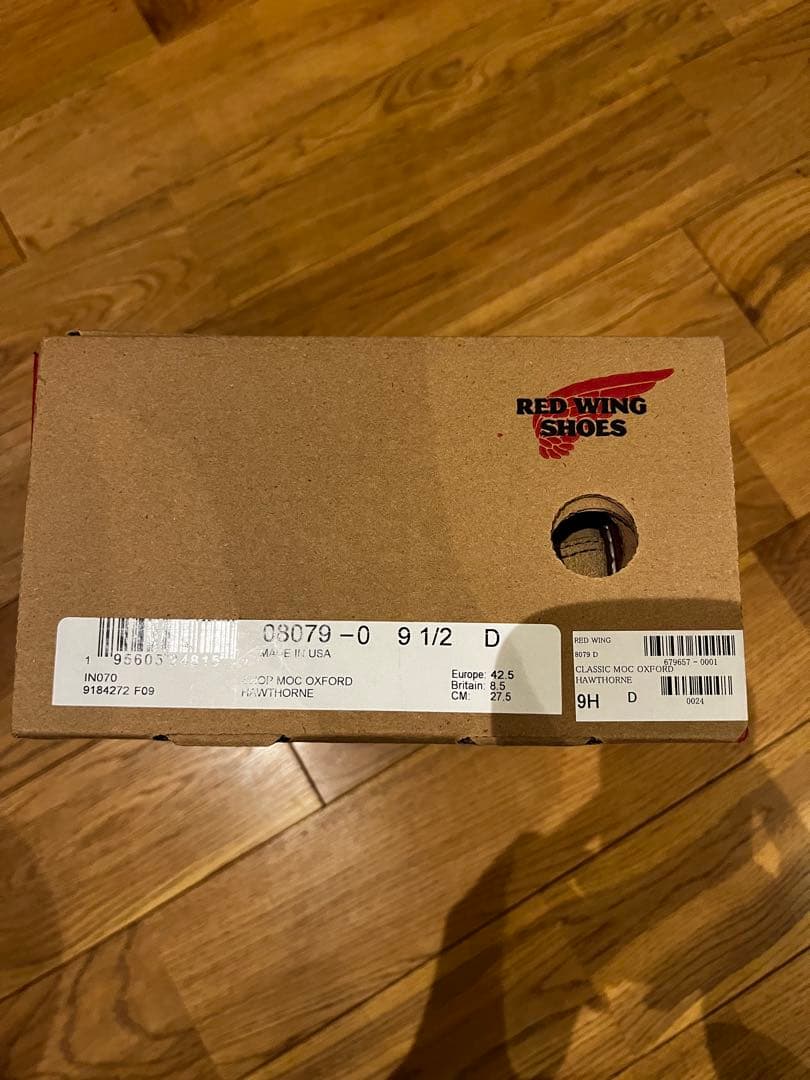 RED WING
SHOES
08079-0 9 1/2 D
MADE IN USA
1
IN070
9184272 F09
MOC OXFORD
HAWTHORNE
Europe: 42.5
Britain: 8.5
CM: 27.5
RED WING
8079 D
679657-0001
CLASSIC MOC OXFORD
HAWTHORNE
9H D
0024